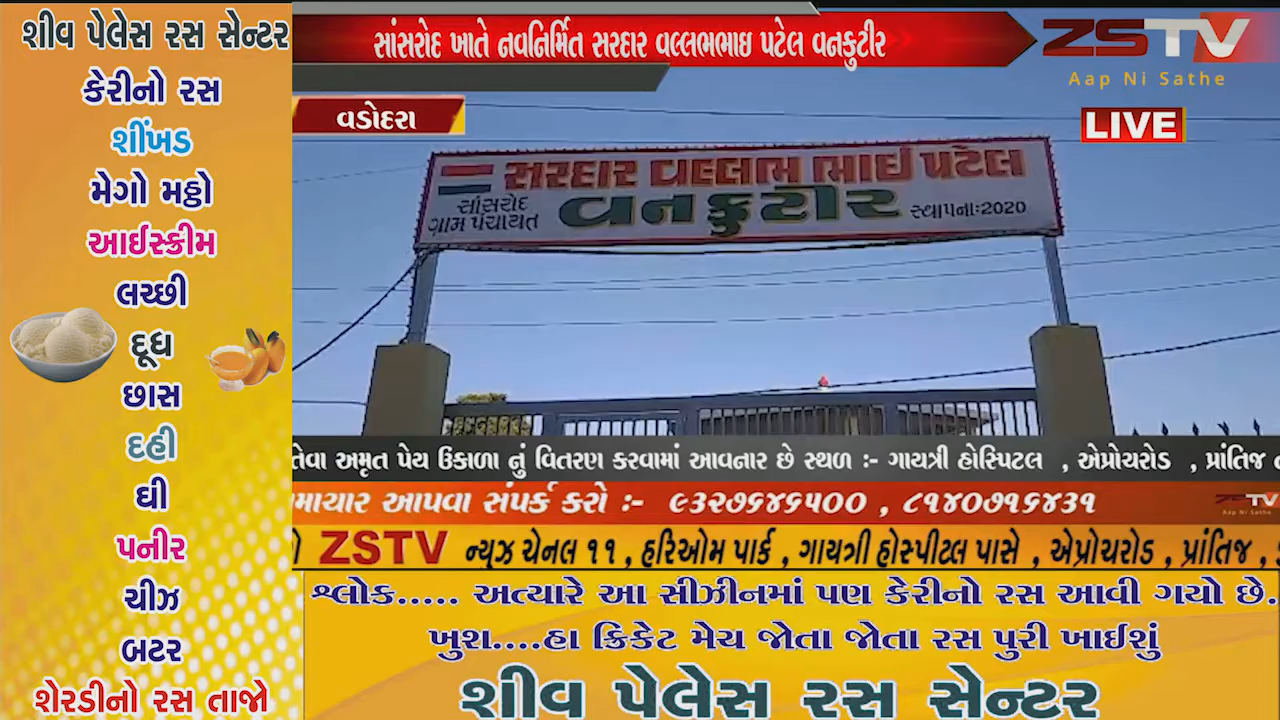 શીવ પેલેસ રસ સેન્ટર
કેરીનો રસ
શીંખડ
મેગો મઠ્ઠો
આઈસ્ક્રીમ
લચ્છી
દૂધ
છાસ
દહી
ઘી
પનીર
ચીઝ
બટર
શેરડીનો રસ તાજો
સાંસરોદ ખાતે નવનિર્મિત સરદાર વલ્લભભાઇ પટેલ વનકુટીર
ZSTV
Aap Ni Sathe
વડોદરા
LIVE
સરદાર વલ્લભ ભાઈ પટેલ
સાંસરોદ
ગ્રામ પંચાયત
વનકુટીર
સ્થાપનાઃ2020
તેવા અમૃત પેય ઉકાળા નું વિતરણ કરવામાં આવનાર છે સ્થળ :- ગાયત્રી હોસ્પિટલ , એપ્રોચરોડ , પ્રાંતિજ
માચાર આપવા સંપર્ક કરો :- ૯૩૨૭૬૪૬૫૦૦ , ૮૧૪૦૭૧૬૪૩૧
ZSTV
Aap Ni Sathe
ZSTV ન્યૂઝ ચેનલ ૧૧ , હરિઓમ પાર્ક , ગાયત્રી હોસ્પીટલ પાસે , એપ્રોચરોડ , પ્રાંતિજ ,
શ્લોક..... અત્યારે આ સીઝીનમાં પણ કેરીનો રસ આવી ગયો છે.
ખુશ....હા ક્રિકેટ મેચ જોતા જોતા રસ પુરી ખાઈશું
શીવ પેલેસ રસ સેન્ટર